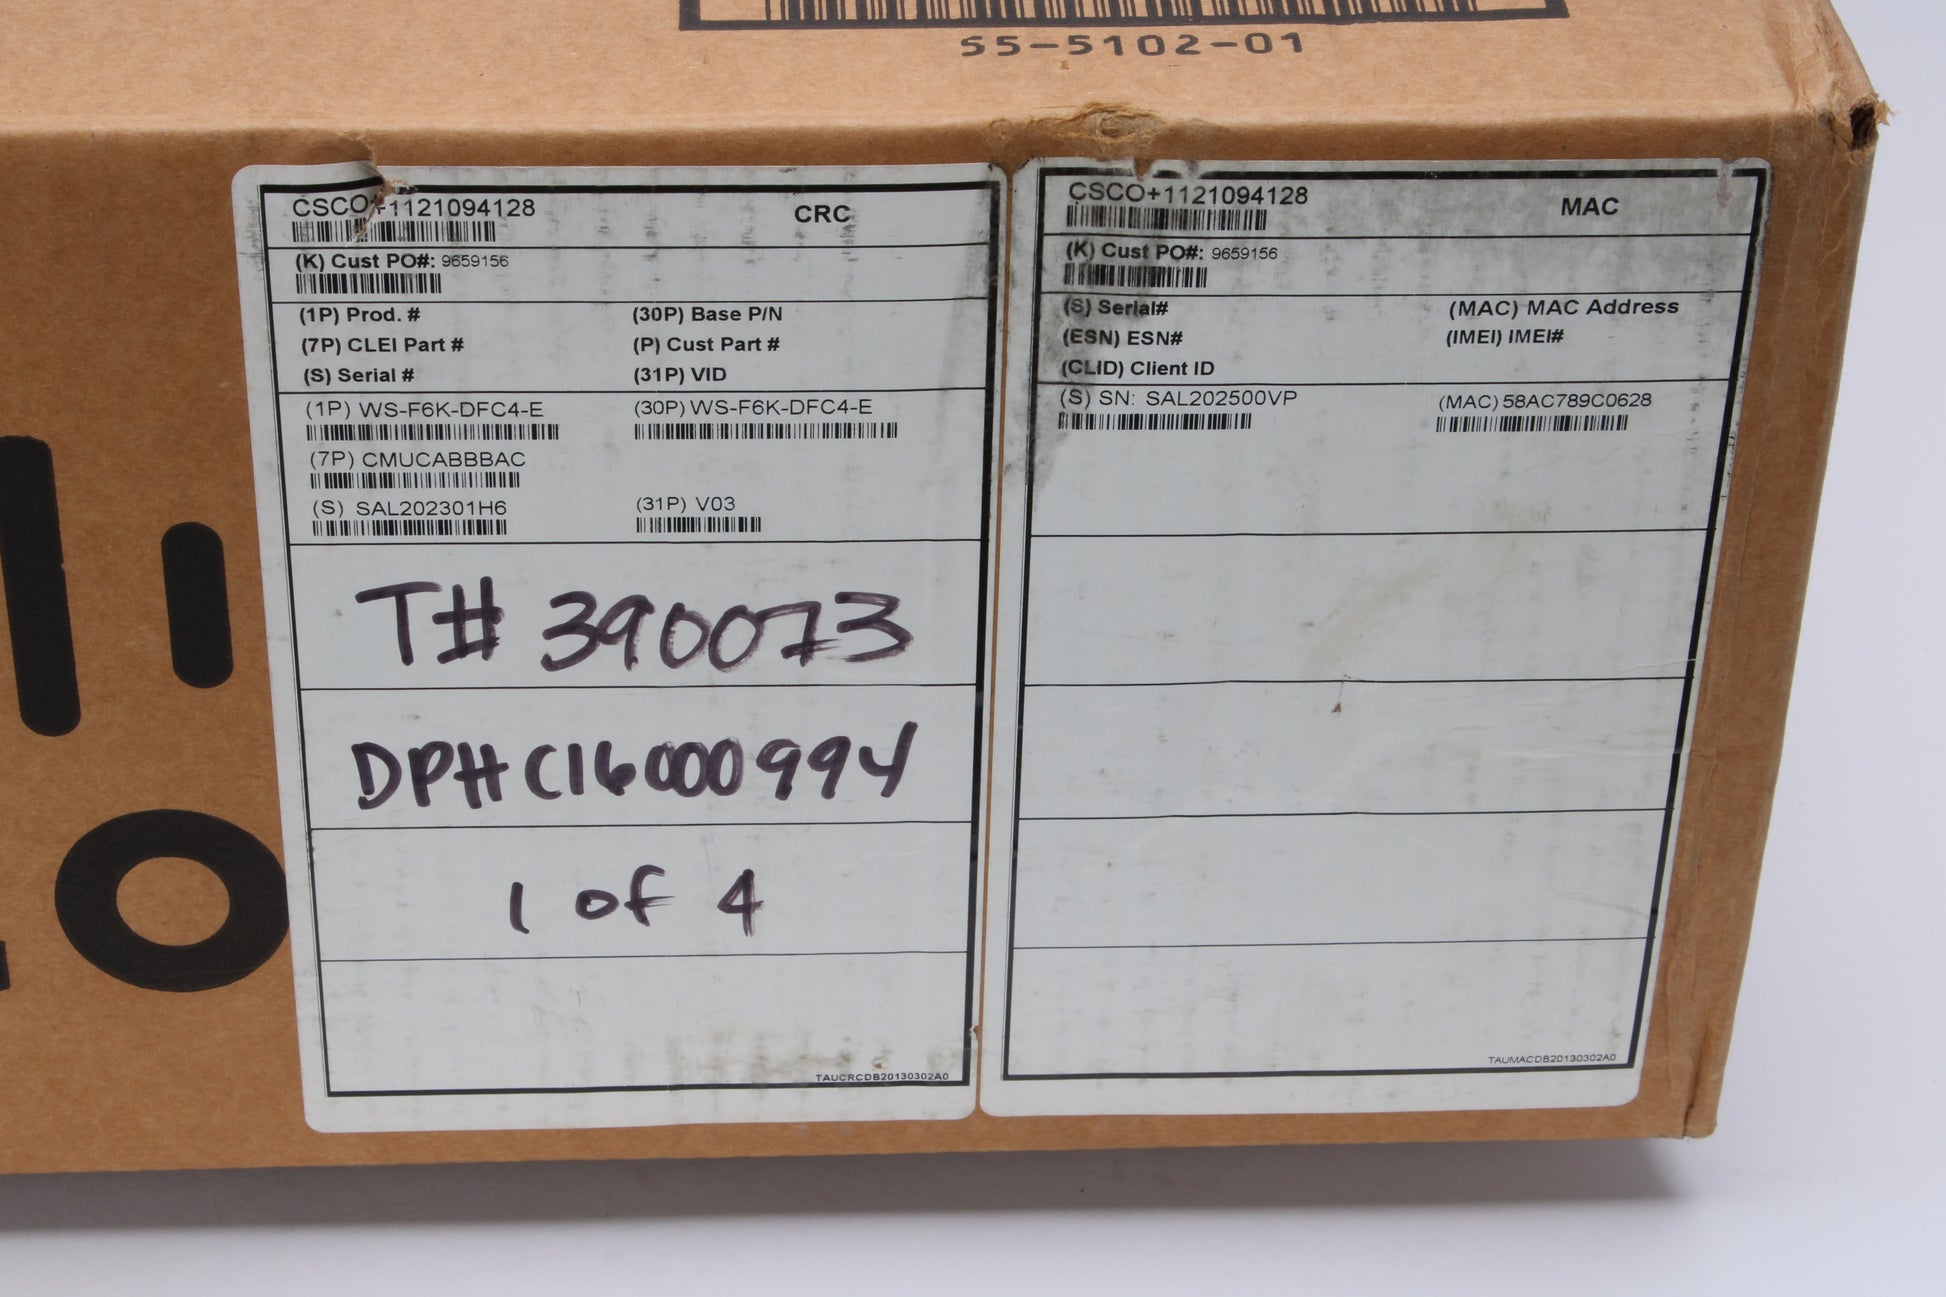 55-5102-01
CSCO+1121094128 CRC
(K) Cust PO#: 9659156
(1P) Prod. # (30P) Base P/N
(7P) CLEI Part # (P) Cust Part #
(S) Serial # (31P) VID
(1P) WS-F6K-DFC4-E (30P) WS-F6K-DFC4-E
(7P) CMUCABBBAC
(S) SAL202301H6 (31P) V03
T# 390073
DPHC16000994
1 of 4
TAUCRCDB20130302A0
CSCO+1121094128 MAC
(K) Cust PO#: 9659156
(S) Serial# (MAC) MAC Address
(ESN) ESN# (IMEI) IMEI#
(CLID) Client ID
(S) SN: SAL202500VP (MAC) 58AC789C0628
TAUMACDB20130302A0